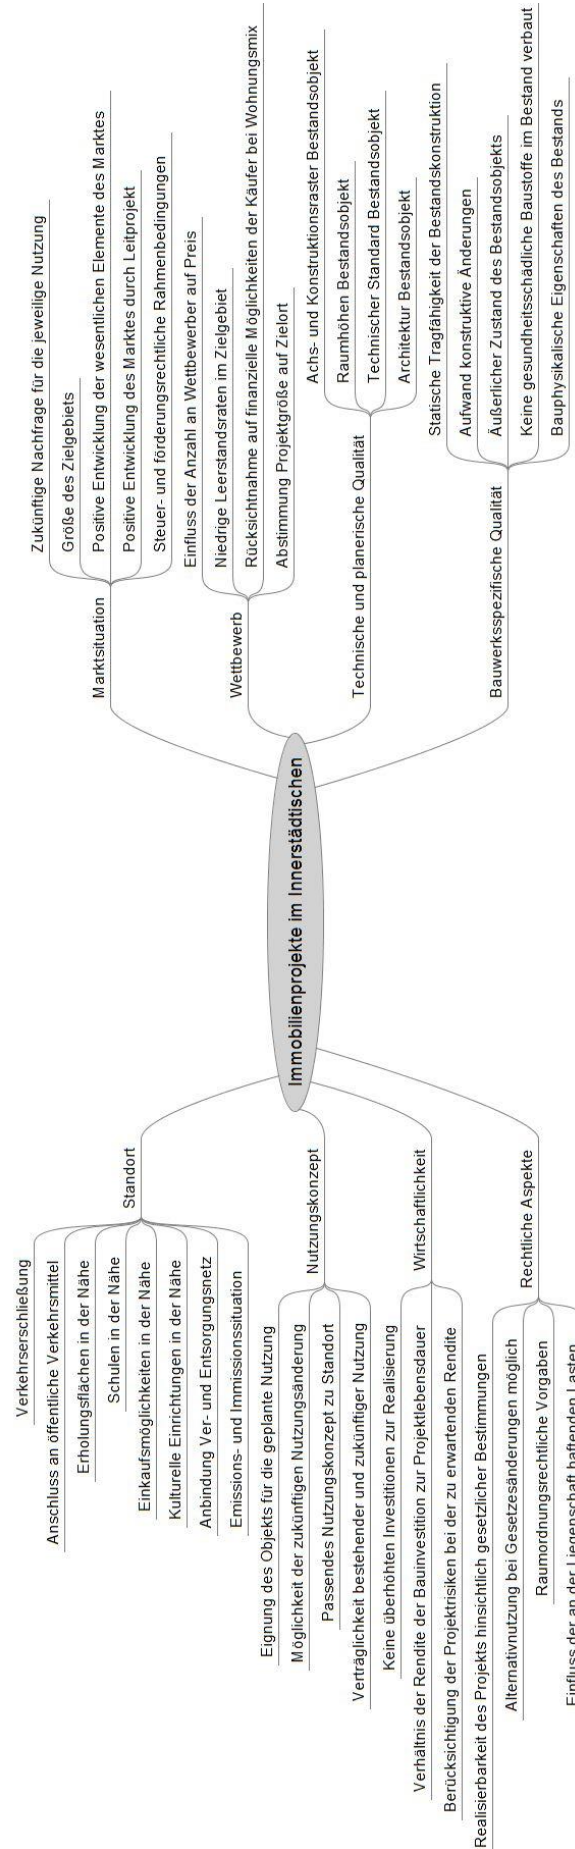 Immobilienprojekte im Innerstädtischen
Standort
Verkehrserschließung
Anschluss an öffentliche Verkehrsmittel
Erholungsflächen in der Nähe
Schulen in der Nähe
Einkaufsmöglichkeiten in der Nähe
Kulturelle Einrichtungen in der Nähe
Anbindung Ver- und Entsorgungsnetz
Emissions- und Immissionssituation
Nutzungskonzept
Eignung des Objekts für die geplante Nutzung
Möglichkeit der zukünftigen Nutzungsänderung
Passendes Nutzungskonzept zu Standort
Verträglichkeit bestehender und zukünftiger Nutzung
Wirtschaftlichkeit
Keine überhöhten Investitionen zur Realisierung
Verhältnis der Rendite der Bauinvestition zur Projektlebensdauer
Berücksichtigung der Projektrisiken bei der zu erwartenden Rendite
Rechtliche Aspekte
Realisierbarkeit des Projekts hinsichtlich gesetzlicher Bestimmungen
Alternativnutzung bei Gesetzesänderungen möglich
Raumordnungsrechtliche Vorgaben
Einfluss der an der Liegenschaft haftenden Lasten
Marktsituation
Zukünftige Nachfrage für die jeweilige Nutzung
Größe des Zielgebiets
Positive Entwicklung der wesentlichen Elemente des Marktes
Positive Entwicklung des Marktes durch Leitprojekt
Steuer- und förderungsrechtliche Rahmenbedingungen
Wettbewerb
Einfluss der Anzahl an Wettbewerber auf Preis
Niedrige Leerstandsraten im Zielgebiet
Rücksichtnahme auf finanzielle Möglichkeiten der Käufer bei Wohnungsmix
Abstimmung Projektgröße auf Zielort
Technische und planerische Qualität
Achs- und Konstruktionsraster Bestandsobjekt
Raumhöhen Bestandsobjekt
Technischer Standard Bestandsobjekt
Architektur Bestandsobjekt
Bauwerksspezifische Qualität
Statische Tragfähigkeit der Bestandskonstruktion
Aufwand konstruktive Änderungen
Äußerlicher Zustand des Bestandsobjekts
Keine gesundheitsschädliche Baustoffe im Bestand verbaut
Bauphysikalische Eigenschaften des Bestands